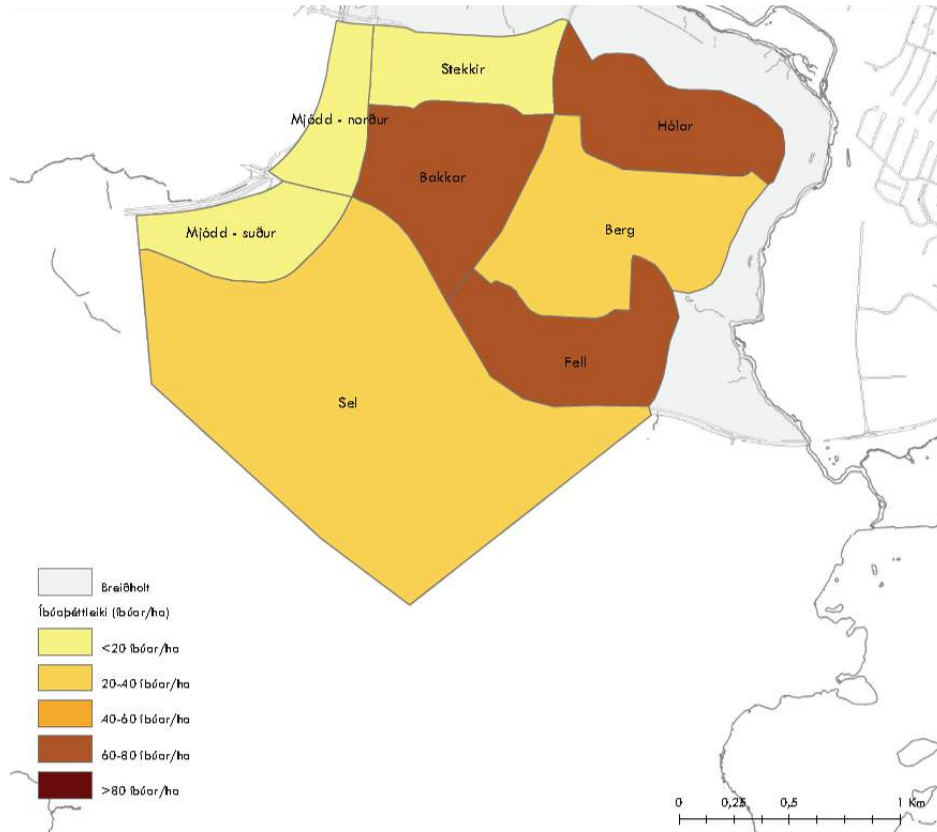 Stekkir
Mjódd - norður
Hólar
Bakkar
Mjódd - suður
Berg
Fell
Sel
Breiðholt
Íbúaþéttleiki (íbúar/ha)
<20 íbúar/ha
20-40 íbúar/ha
40-60 íbúar/ha
60-80 íbúar/ha
>80 íbúar/ha
0 0,25 0,5 1 Km